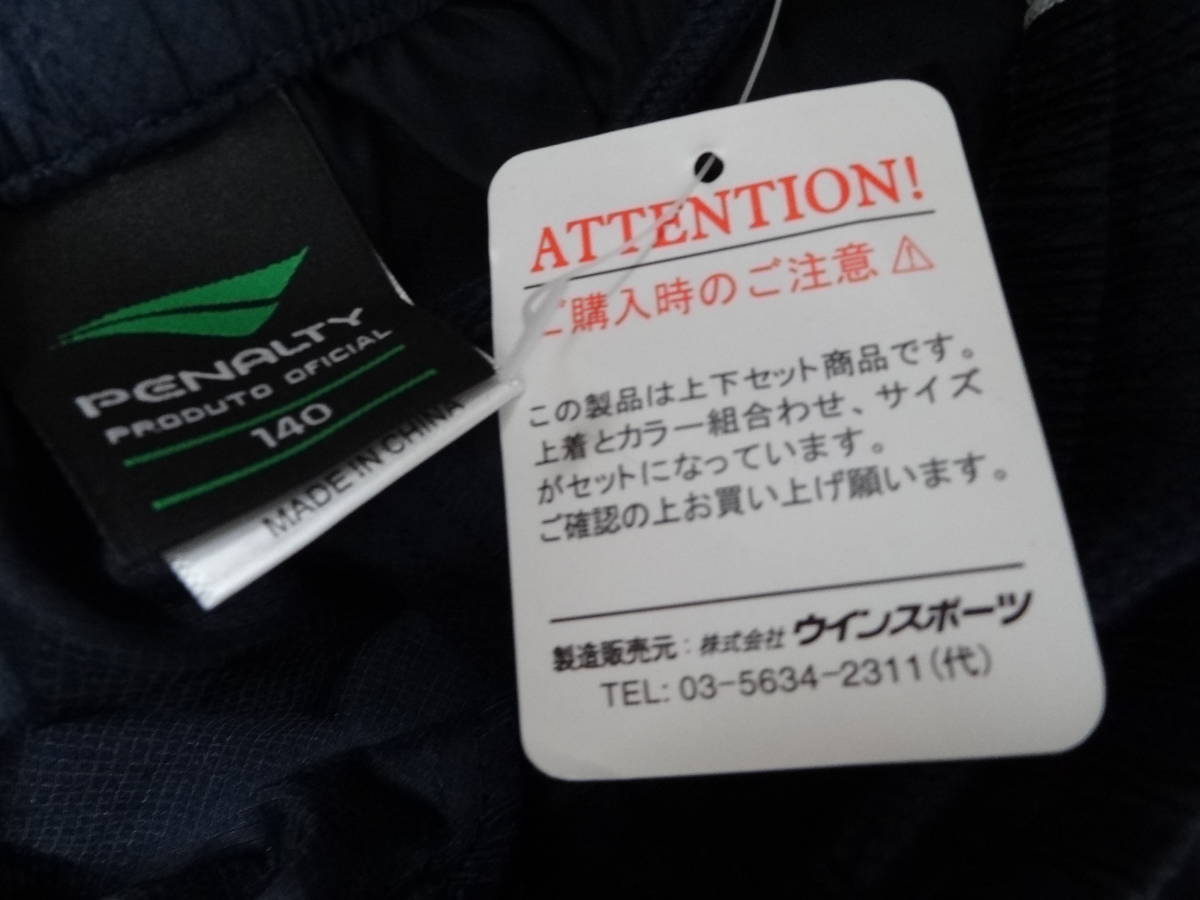 PENALTY
PRODUTO OFICIAL
140
MADE IN CHINA
ATTENTION!
ご購入時のご注意⚠
この製品は上下セット商品です。
上着とカラー組合わせ、サイズ
がセットになっています。
ご確認の上お買い上げ願います。
製造販売元：株式会社 ウインスポーツ
TEL: 03-5634-2311(代)